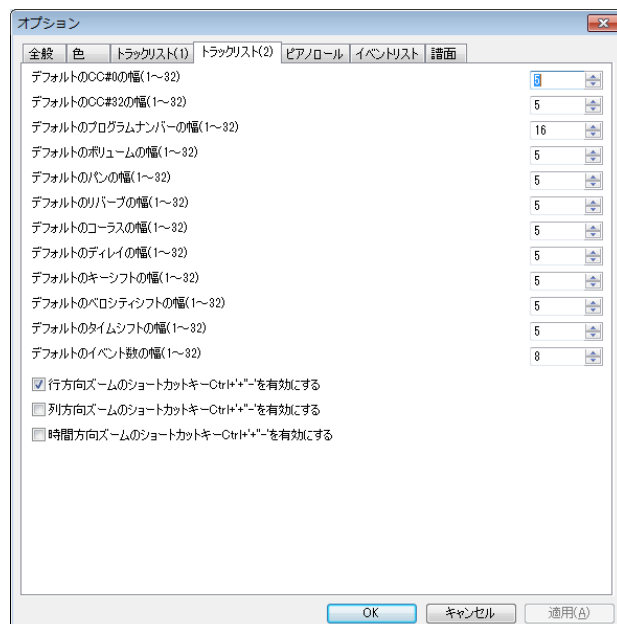 オプション
全般 色 トラックリスト(1) トラックリスト(2) ピアノロール イベントリスト 譜面
デフォルトのCC#0の幅(1～32) 5
デフォルトのCC#32の幅(1～32) 5
デフォルトのプログラムナンバーの幅(1～32) 16
デフォルトのボリュームの幅(1～32) 5
デフォルトのパンの幅(1～32) 5
デフォルトのリバーブの幅(1～32) 5
デフォルトのコーラスの幅(1～32) 5
デフォルトのディレイの幅(1～32) 5
デフォルトのキーシフトの幅(1～32) 5
デフォルトのベロシティシフトの幅(1～32) 5
デフォルトのタイムシフトの幅(1～32) 5
デフォルトのイベント数の幅(1～32) 8
行方向ズームのショートカットキーCtrl+'+''-'を有効にする
列方向ズームのショートカットキーCtrl+'+''-'を有効にする
時間方向ズームのショートカットキーCtrl+'+''-'を有効にする
OK キャンセル 適用(A)